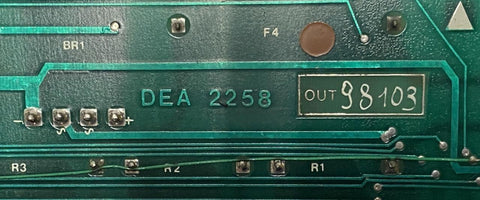 BR1
F4
DEA 2258
OUT 98103
- S S +
R3
R2
R1